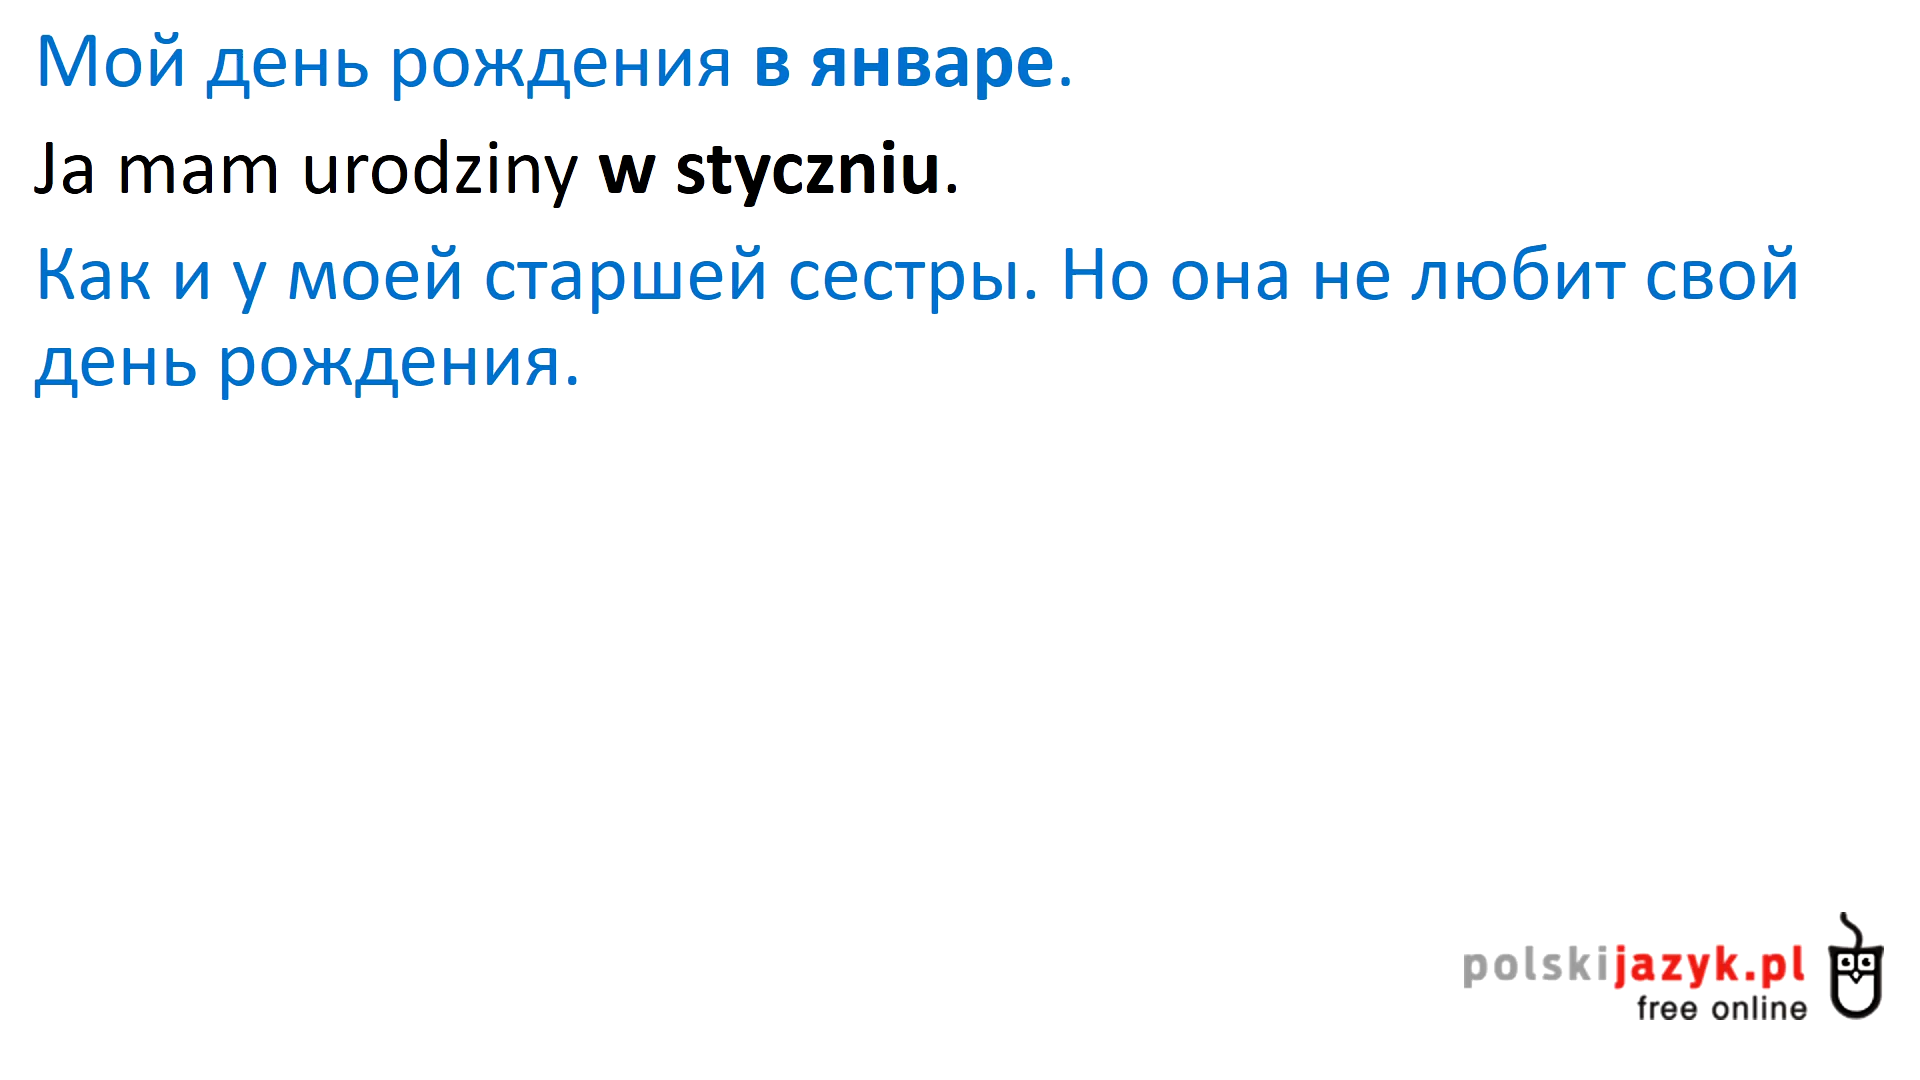 Мой день рождения в январе.
Ja mam urodziny w styczniu.
Как и у моей старшей сестры. Но она не любит свой
день рождения.
polskijazyk.pl
free online